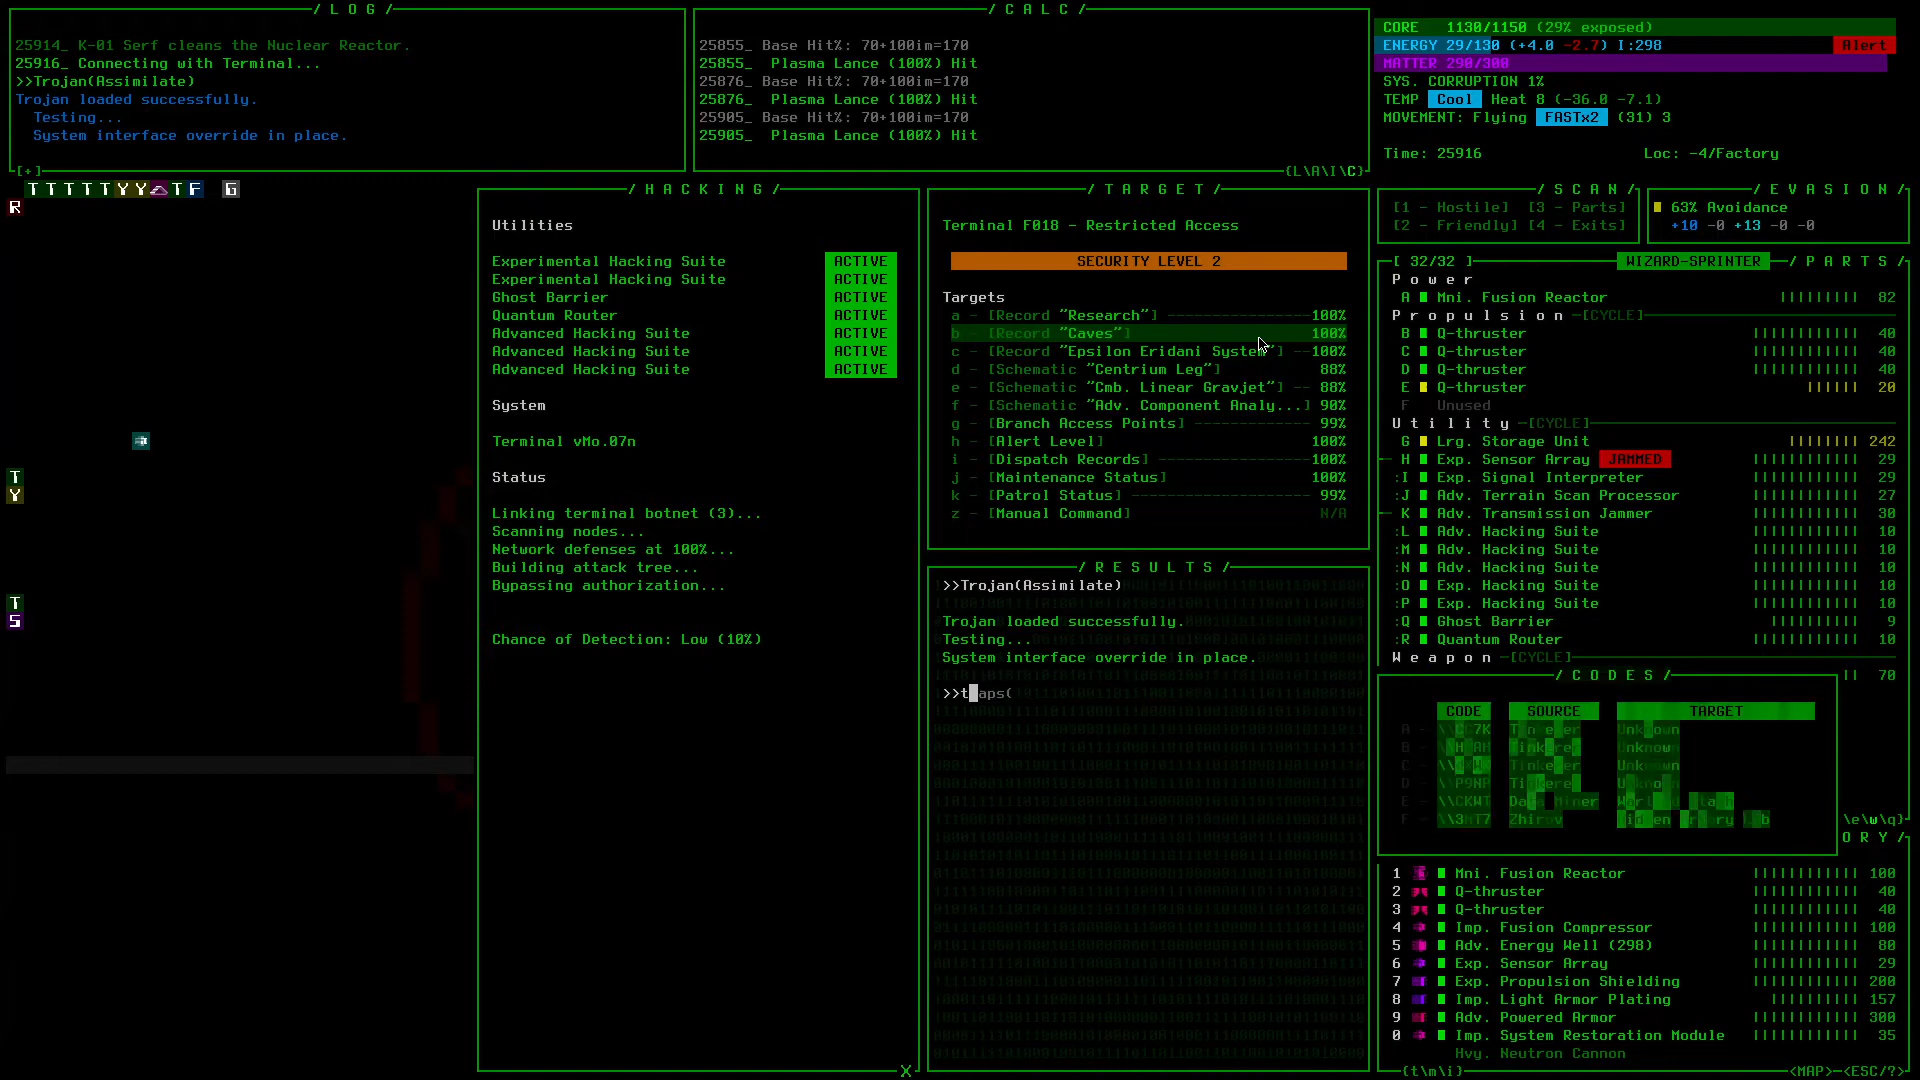 / L O G /
25914_ K-01 Serf cleans the Nuclear Reactor.
25916_ Connecting with Terminal...
>>Trojan(Assimilate)
Trojan loaded successfully.
Testing...
System interface override in place.
[+]
/ C A L C /
25855_ Base Hit%: 70+100im=170
25855_ Plasma Lance (100%) Hit
25876_ Base Hit%: 70+100im=170
25876_ Plasma Lance (100%) Hit
25905_ Base Hit%: 70+100im=170
25905_ Plasma Lance (100%) Hit
(L\A\I\C)
CORE 1130/1150 (29% exposed)
ENERGY 29/130 (+4.0 -2.7) I:298 Alert
MATTER 290/300
SYS. CORRUPTION 1%
TEMP Cool Heat 8 (-36.0 -7.1)
MOVEMENT: Flying FASTx2 (31) 3
Time: 25916 Loc: -4/Factory
T T T T T Y Y T F G
R
T
Y
T
S
/ H A C K I N G /
Utilities
Experimental Hacking Suite ACTIVE
Experimental Hacking Suite ACTIVE
Ghost Barrier ACTIVE
Quantum Router ACTIVE
Advanced Hacking Suite ACTIVE
Advanced Hacking Suite ACTIVE
Advanced Hacking Suite ACTIVE
System
Terminal vMo.07n
Status
Linking terminal botnet (3)...
Scanning nodes...
Network defenses at 100%...
Building attack tree...
Bypassing authorization...
Chance of Detection: Low (10%)
X
/ T A R G E T /
Terminal F018 - Restricted Access
SECURITY LEVEL 2
Targets
a - [Record "Research"] 100%
b - [Record "Caves"] 100%
c - [Record "Epsilon Eridani System"] 100%
d - [Schematic "Centrium Leg"] 88%
e - [Schematic "Cmb. Linear Gravjet"] 88%
f - [Schematic "Adv. Component Analy...] 90%
g - [Branch Access Points] 99%
h - [Alert Level] 100%
i - [Dispatch Records] 100%
j - [Maintenance Status] 100%
k - [Patrol Status] 99%
z - [Manual Command] N/A
/ R E S U L T S /
>>Trojan(Assimilate)
Trojan loaded successfully.
Testing...
System interface override in place.
>>t aps(
/ S C A N /
[1 - Hostile] [3 - Parts]
[2 - Friendly] [4 - Exits]
/ E V A S I O N /
63% Avoidance
+10 -0 +13 -0 -0
[ 32/32 ] WIZARD-SPRINTER / P A R T S /
P o w e r
A Mni. Fusion Reactor 82
P r o p u l s i o n [CYCLE]
B Q-thruster 40
C Q-thruster 40
D Q-thruster 40
E Q-thruster 20
F Unused
U t i l i t y [CYCLE]
G Lrg. Storage Unit 242
H Exp. Sensor Array JAMMED 29
:I Exp. Signal Interpreter 29
:J Adv. Terrain Scan Processor 27
K Adv. Transmission Jammer 30
:L Adv. Hacking Suite 10
:M Adv. Hacking Suite 10
:N Adv. Hacking Suite 10
:O Exp. Hacking Suite 10
:P Exp. Hacking Suite 10
:Q Ghost Barrier 9
:R Quantum Router 10
W e a p o n [CYCLE]
70
/ C O D E S /
CODE SOURCE TARGET
A - Tinkerer Unknown
B - Tinkerer Unknown
C - Tinkerer Unknown
D - \\P9NP Tinkerer Unknown
E - \\CKWT Data Miner
F - Zhirov
\e\w\q}
O R Y /
1 Mni. Fusion Reactor 100
2 Q-thruster 40
3 Q-thruster 40
4 Imp. Fusion Compressor 100
5 Adv. Energy Well (298) 80
6 Exp. Sensor Array 29
7 Exp. Propulsion Shielding 200
8 Imp. Light Armor Plating 157
9 Adv. Powered Armor 300
0 Imp. System Restoration Module 35
Hvy. Neutron Cannon
{t\m\i} <MAP> <ESC/?>